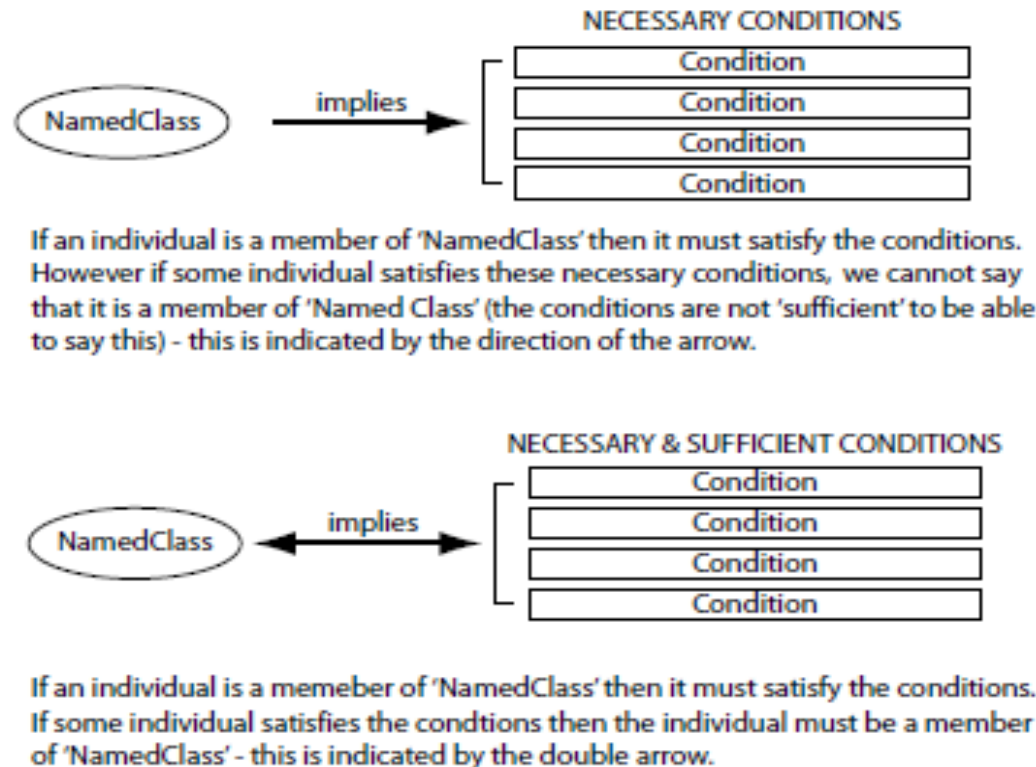 NECESSARY CONDITIONS
Condition
NamedClass
implies
Condition
Condition
Condition
If an individual is a member of 'NamedClass' then it must satisfy the conditions.
However if some individual satisfies these necessary conditions, we cannot say
that it is a member of 'Named Class' (the conditions are not 'sufficient' to be able
to say this) - this is indicated by the direction of the arrow.
NECESSARY & SUFFICIENT CONDITIONS
Condition
NamedClass
implies
Condition
Condition
Condition
If an individual is a memeber of 'NamedClass' then it must satisfy the conditions.
If some individual satisfies the condtions then the individual must be a member
of 'NamedClass' - this is indicated by the double arrow.